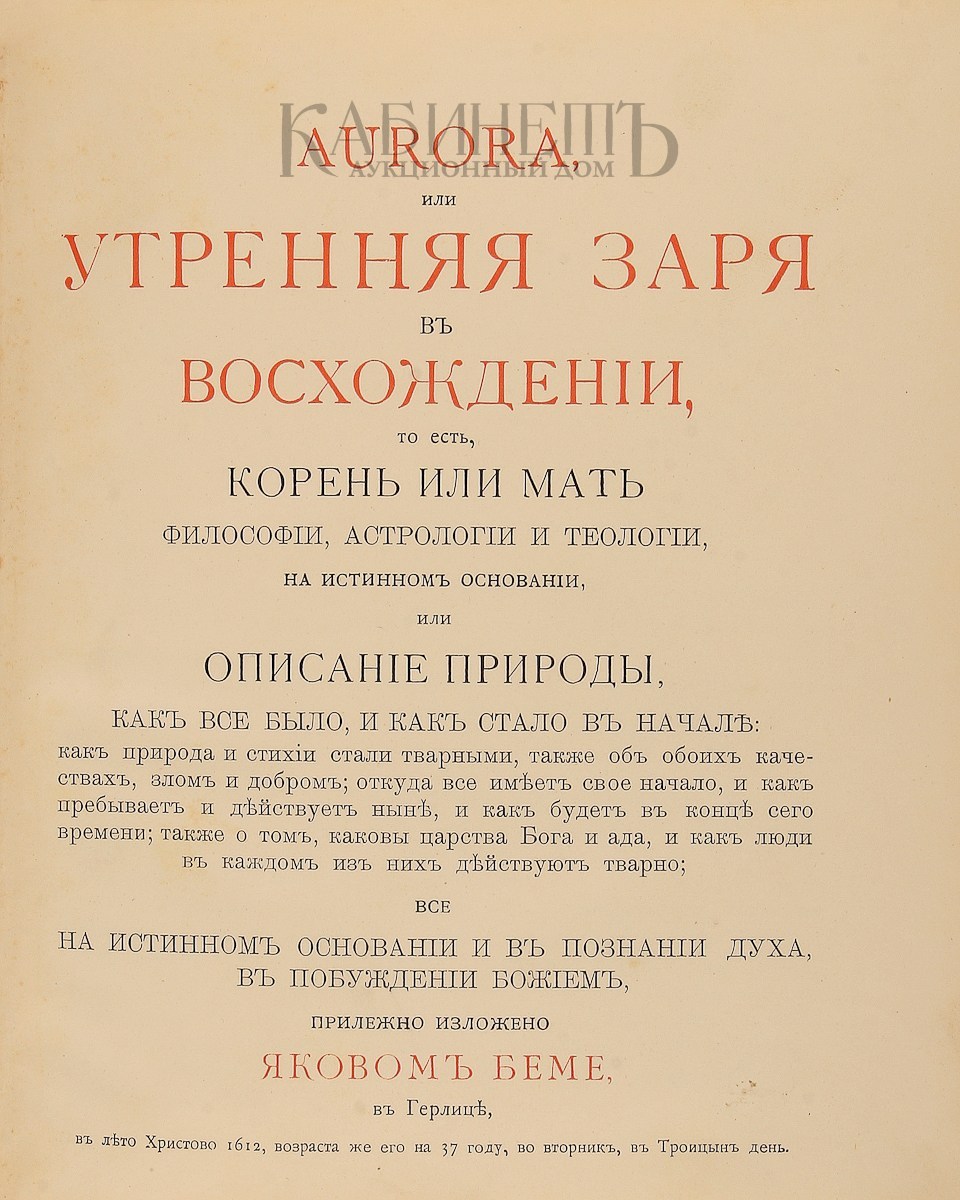 КАБИНЕТЪ
АУКЦИОННЫЙ ДОМ
AURORA,
или
УТРЕННЯЯ ЗАРЯ
ВЪ
ВОСХОЖДЕНІИ,
то есть,
КОРЕНЬ ИЛИ МАТЬ
ФИЛОСОФІИ, АСТРОЛОГІИ И ТЕОЛОГІИ,
НА ИСТИННОМЪ ОСНОВАНІИ,
ИЛИ
ОПИСАНІЕ ПРИРОДЫ,
КАКЪ ВСЕ БЫЛО, И КАКЪ СТАЛО ВЪ НАЧАЛѢ:
какъ природа и стихіи стали тварными, также объ обоихъ каче-
ствахъ, зломъ и добромъ; откуда все имѣетъ свое начало, и какъ
пребываетъ и дѣйствуетъ нынѣ, и какъ будетъ въ концѣ сего
времени; также о томъ, каковы царства Бога и ада, и какъ люди
въ каждомъ изъ нихъ дѣйствуютъ тварно;
ВСЕ
НА ИСТИННОМЪ ОСНОВАНІИ И ВЪ ПОЗНАНІИ ДУХА,
ВЪ ПОБУЖДЕНІИ БОЖІЕМЪ,
ПРИЛЕЖНО ИЗЛОЖЕНО
ЯКОВОМЪ БЕМЕ,
въ Герлицѣ,
въ лѣто Христово 1612, возраста же его на 37 году, во вторникъ, въ Троицынъ день.